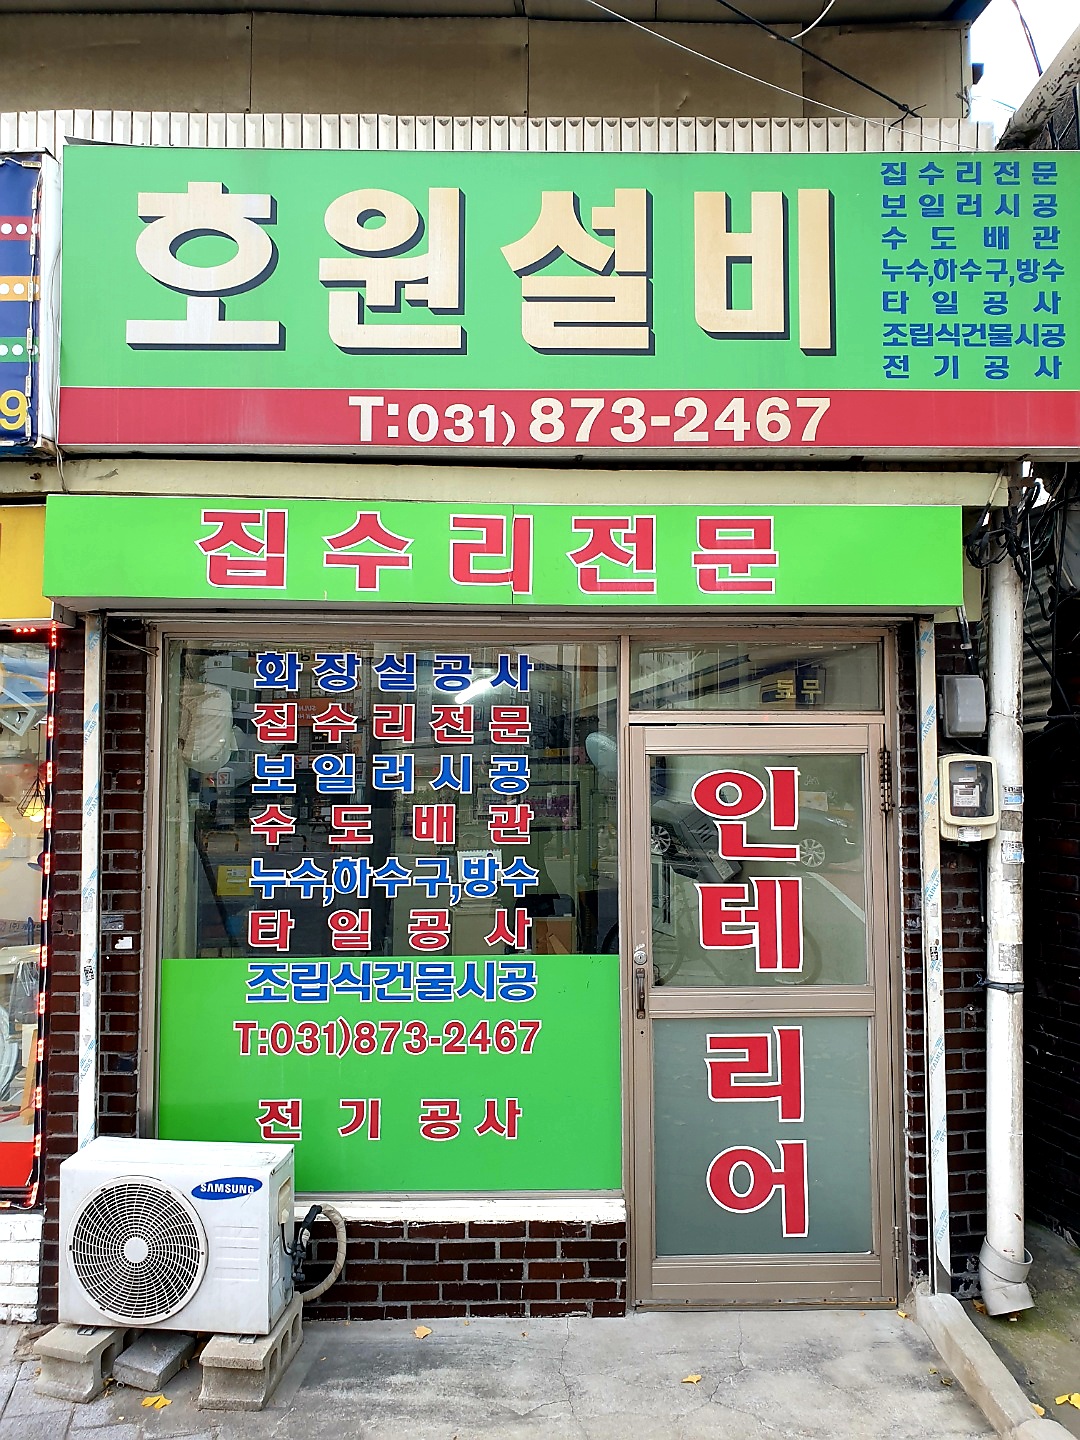 호원설비
집수리전문
보일러시공
수도배관
누수,하수구,방수
타일공사
조립식건물시공
전기공사
T:031) 873-2467
9
집수리전문
화장실공사
집수리전문
보일러시공
수도배관
누수,하수구,방수
타일공사
조립식건물시공
T:031)873-2467
전기공사
인테리어
SAMSUNG